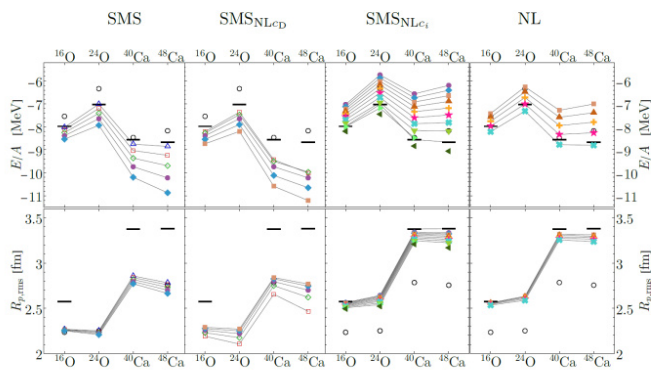 SMS SMS_NLcD SMS_NLci NL
16O 24O 40Ca 48Ca 16O 24O 40Ca 48Ca 16O 24O 40Ca 48Ca 16O 24O 40Ca 48Ca
−6 −6
−7 −7
E/A [MeV] −8 −8 E/A [MeV]
−9 −9
−10 −10
−11 −11
3.5 3.5
R_p,rms [fm] 3 3 R_p,rms [fm]
2.5 2.5
2 2
16O 24O 40Ca 48Ca 16O 24O 40Ca 48Ca 16O 24O 40Ca 48Ca 16O 24O 40Ca 48Ca